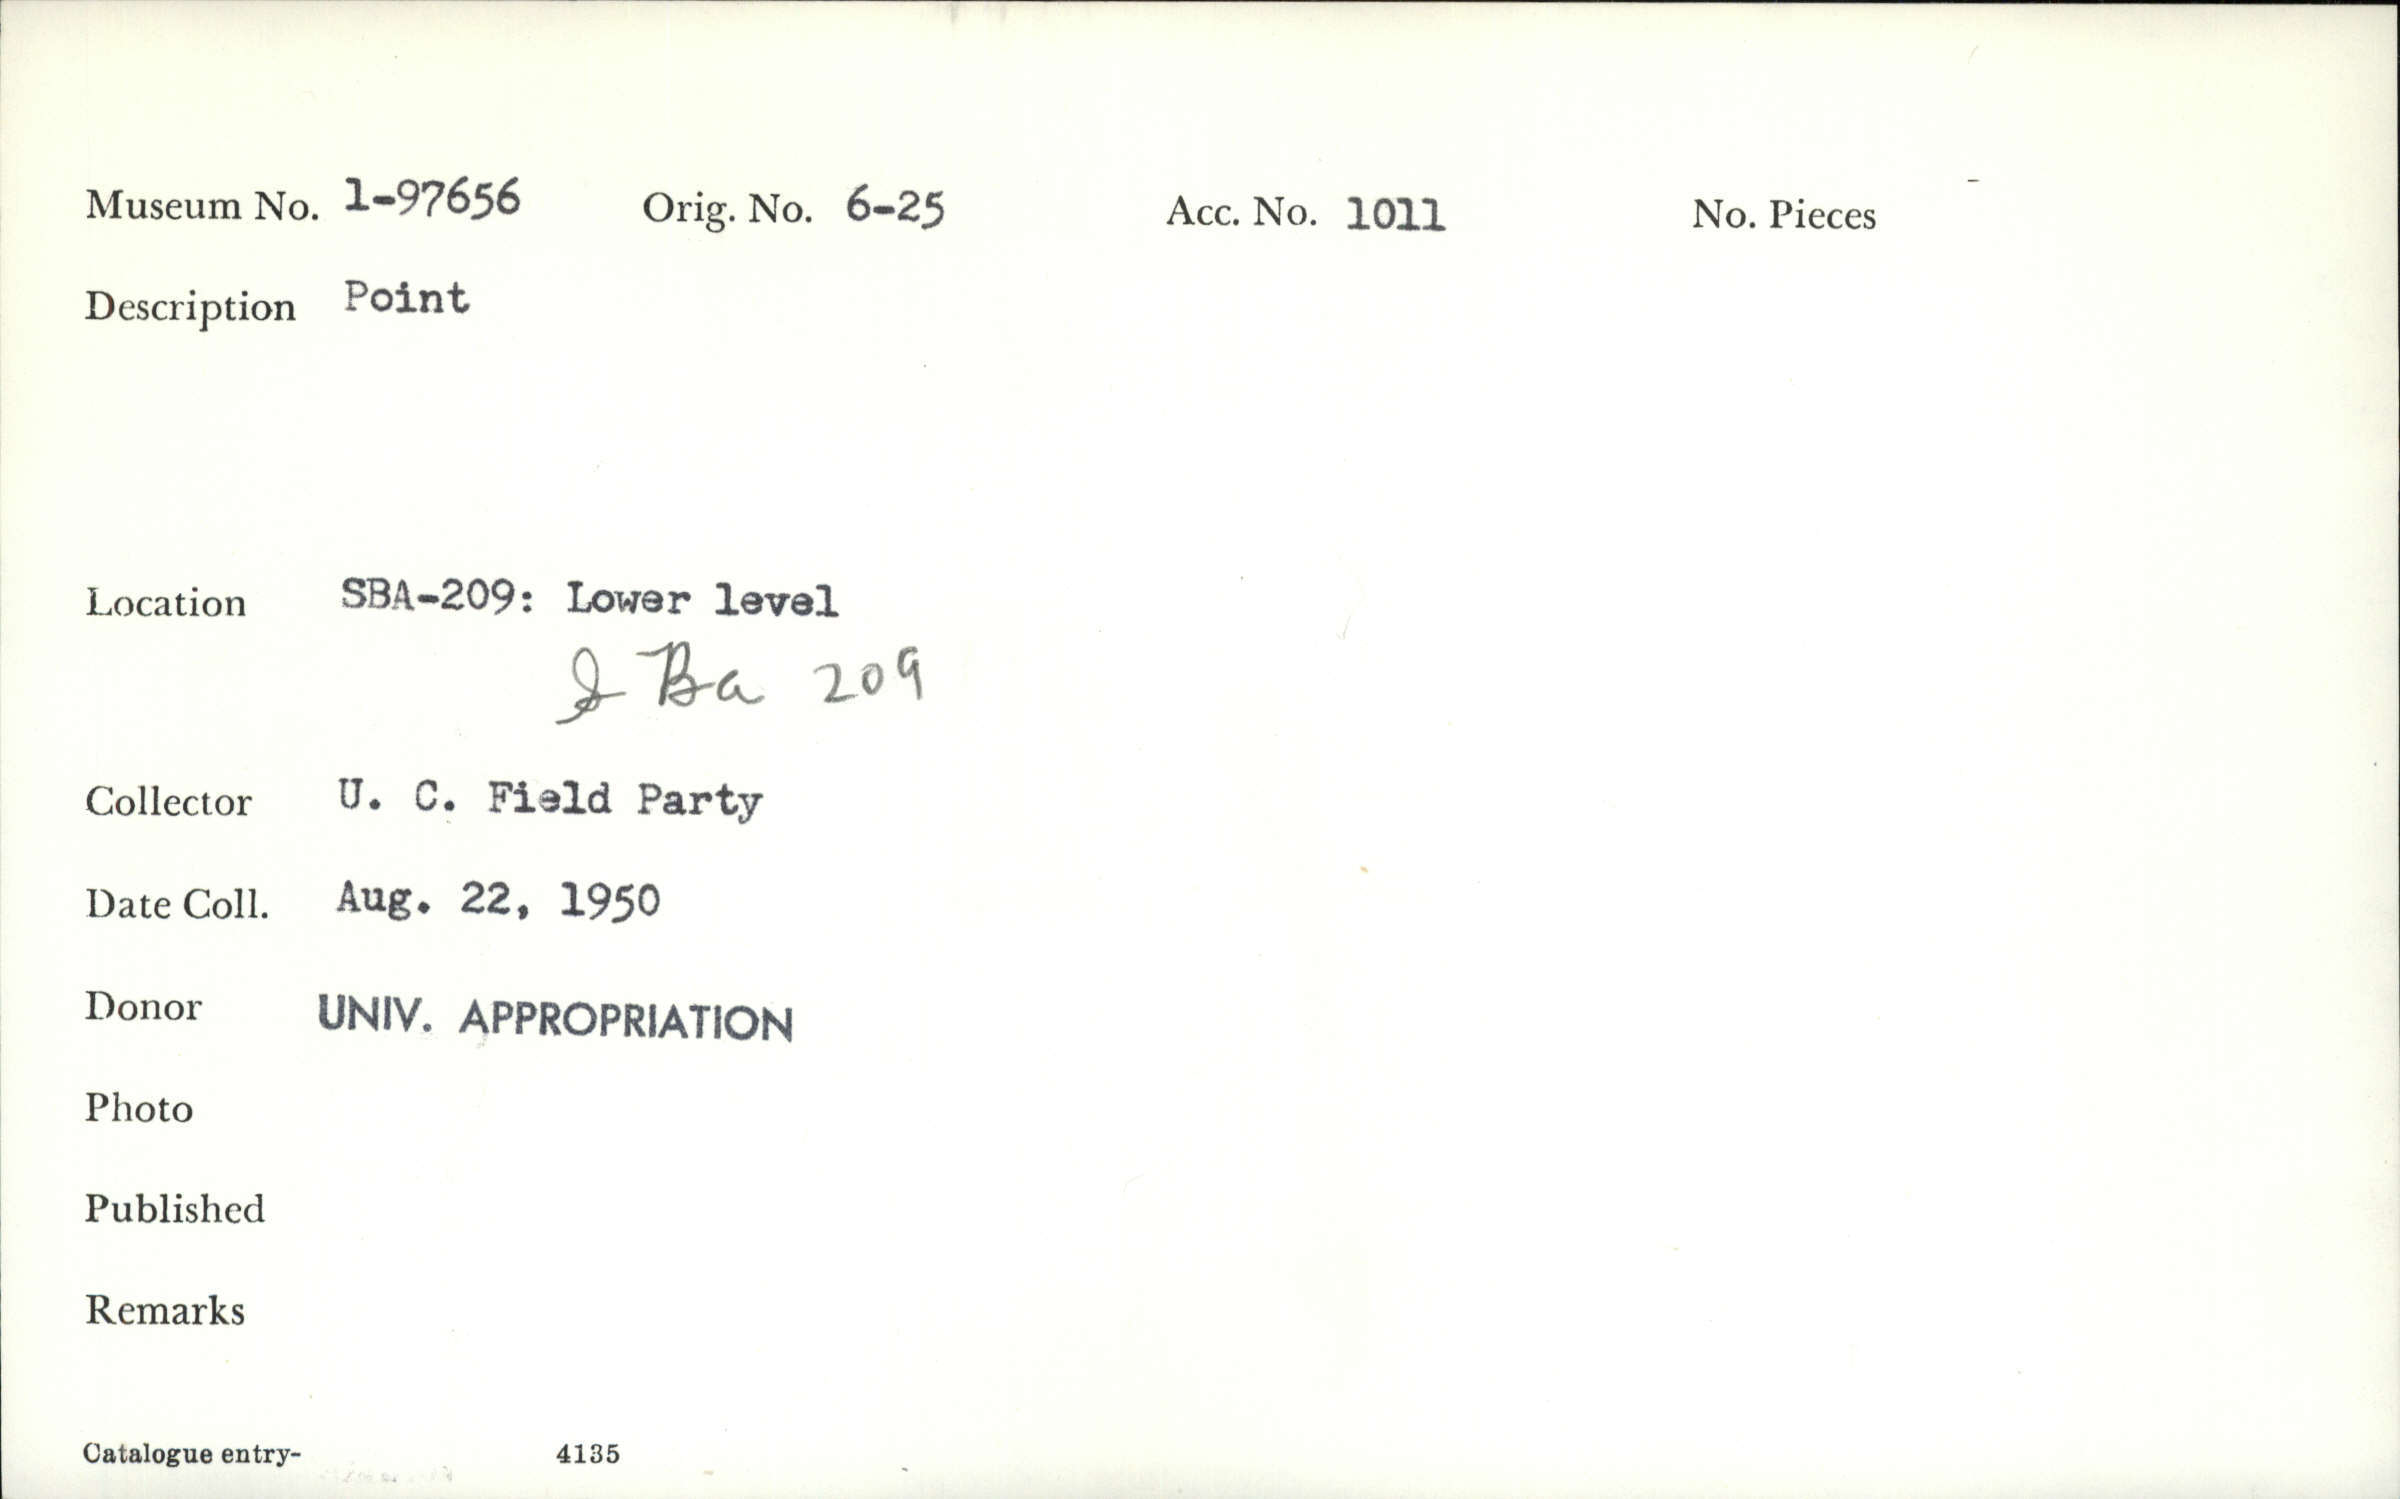 Museum No. 1-97656 Orig. No. 6-25 Acc. No. 1011 No. Pieces -
Description Point
Location SBA-209: Lower level
S Ba 209
Collector U. C. Field Party
Date Coll. Aug. 22, 1950
Donor UNIV. APPROPRIATION
Photo
Published
Remarks
Catalogue entry- 4135